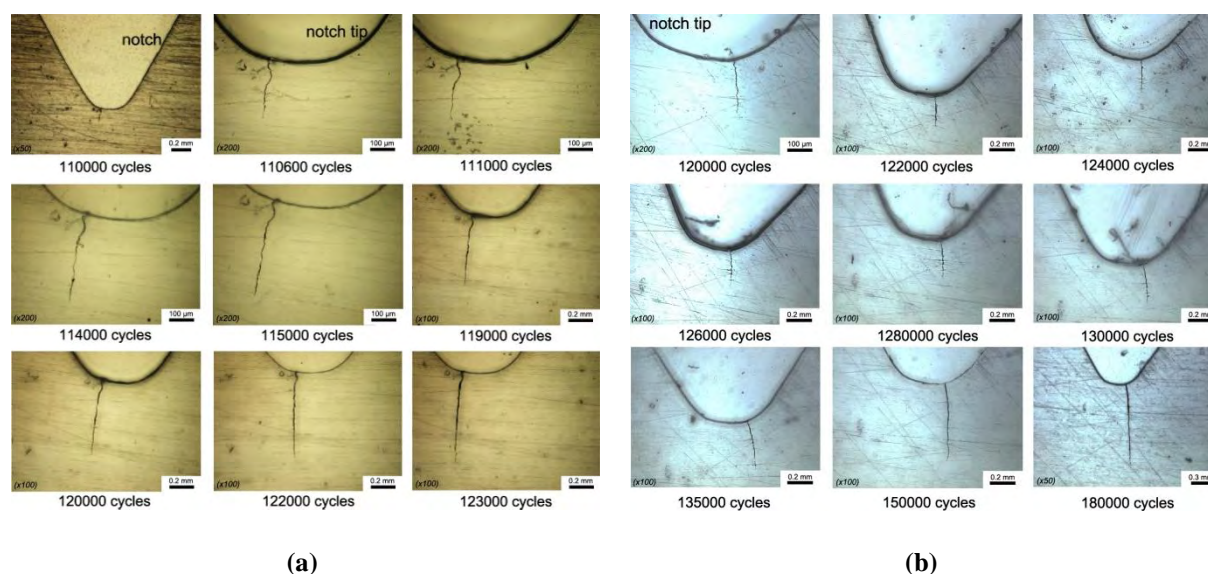 notch
(x50)
0.2 mm
110000 cycles
notch tip
(x200)
100 µm
110600 cycles
(x200)
100 µm
111000 cycles
notch tip
(x200)
100 µm
120000 cycles
(x100)
0.2 mm
122000 cycles
(x100)
0.2 mm
124000 cycles
(x200)
100 µm
114000 cycles
(x200)
100 µm
115000 cycles
(x100)
0.2 mm
119000 cycles
(x100)
0.2 mm
126000 cycles
(x100)
0.2 mm
1280000 cycles
(x100)
0.2 mm
130000 cycles
(x100)
0.2 mm
120000 cycles
(x100)
0.2 mm
122000 cycles
(x100)
0.2 mm
123000 cycles
(x100)
0.2 mm
135000 cycles
(x100)
0.2 mm
150000 cycles
(x50)
0.3 mm
180000 cycles
(a)
(b)